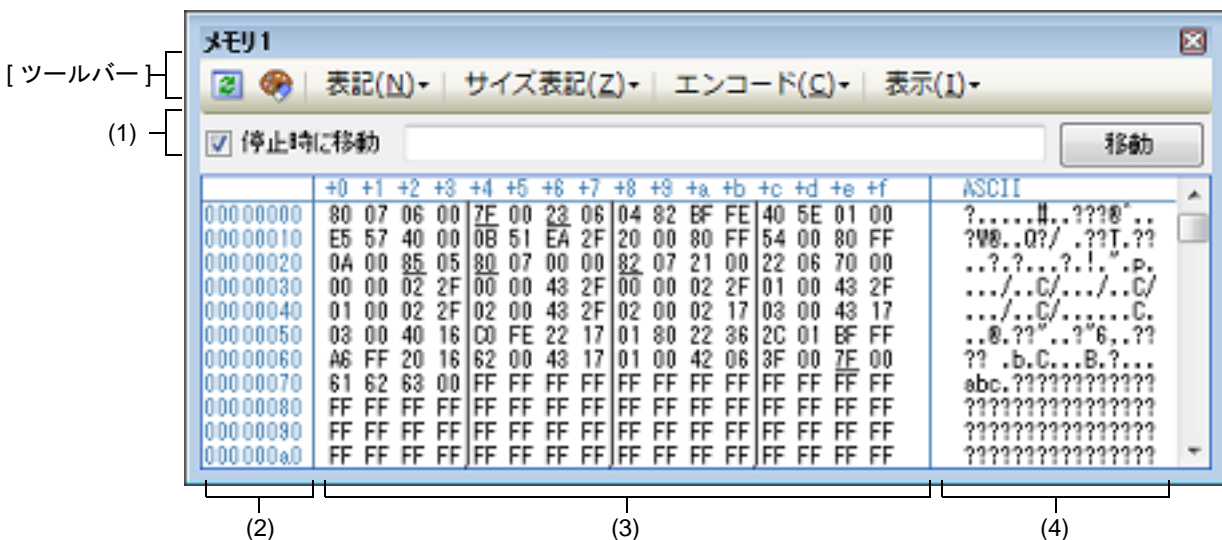 メモリ1
[ ツールバー ]
表記(N)▾ サイズ表記(Z)▾ エンコード(C)▾ 表示(I)▾
(1)
停止時に移動 移動
+0 +1 +2 +3 +4 +5 +6 +7 +8 +9 +a +b +c +d +e +f ASCII
00000000 80 07 06 00 7F 00 23 06 04 82 BF FE 40 5E 01 00 ?.....#..???@^..
00000010 E5 57 40 00 0B 51 EA 2F 20 00 80 FF 54 00 80 FF ?W@..Q?/ .??T.??
00000020 0A 00 85 05 80 07 00 00 82 07 21 00 22 06 70 00 ..?.?...?.!.".p.
00000030 00 00 02 2F 00 00 43 2F 00 00 02 2F 01 00 43 2F .../..C/.../..C/
00000040 01 00 02 2F 02 00 43 2F 02 00 02 17 03 00 43 17 .../..C/......C.
00000050 03 00 40 16 C0 FE 22 17 01 80 22 36 2C 01 BF FF ..@.??"..?"6,.??
00000060 A6 FF 20 16 62 00 43 17 01 00 42 06 3F 00 7F 00 ?? .b.C...B.?...
00000070 61 62 63 00 FF FF FF FF FF FF FF FF FF FF FF FF abc.????????????
00000080 FF FF FF FF FF FF FF FF FF FF FF FF FF FF FF FF ????????????????
00000090 FF FF FF FF FF FF FF FF FF FF FF FF FF FF FF FF ????????????????
000000a0 FF FF FF FF FF FF FF FF FF FF FF FF FF FF FF FF ????????????????
(2) (3) (4)